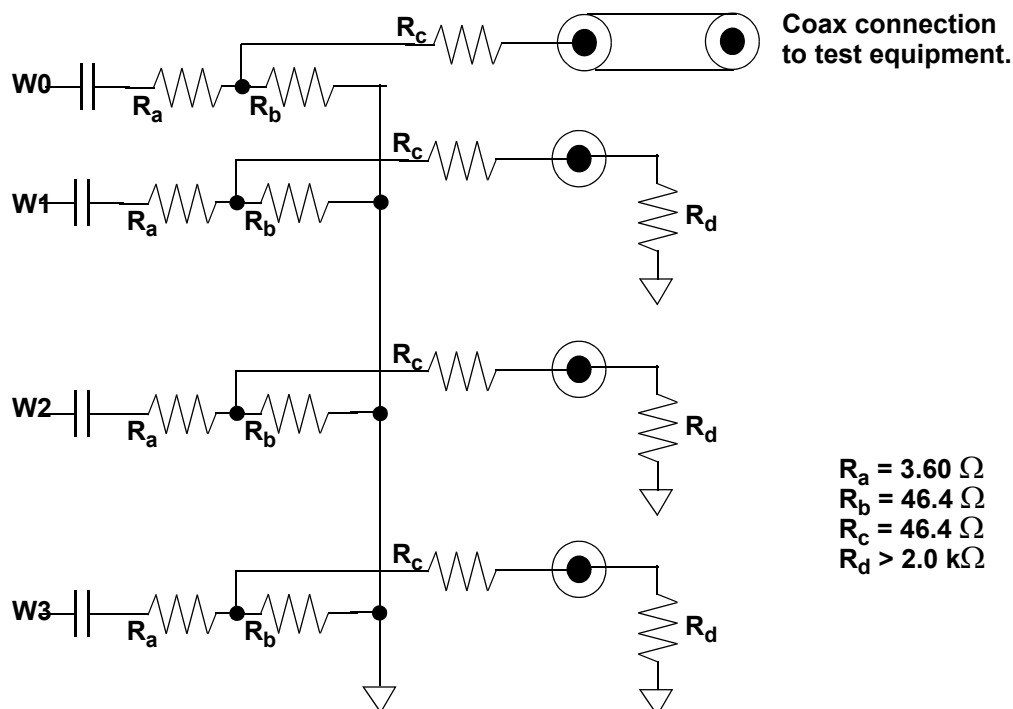 Rc
Coax connection
to test equipment.
W0
Ra
Rb
Rc
W1
Ra
Rb
Rd
Rc
W2
Ra
Rb
Rd
Ra = 3.60 Ω
Rb = 46.4 Ω
Rc = 46.4 Ω
Rd > 2.0 kΩ
Rc
W3
Ra
Rb
Rd